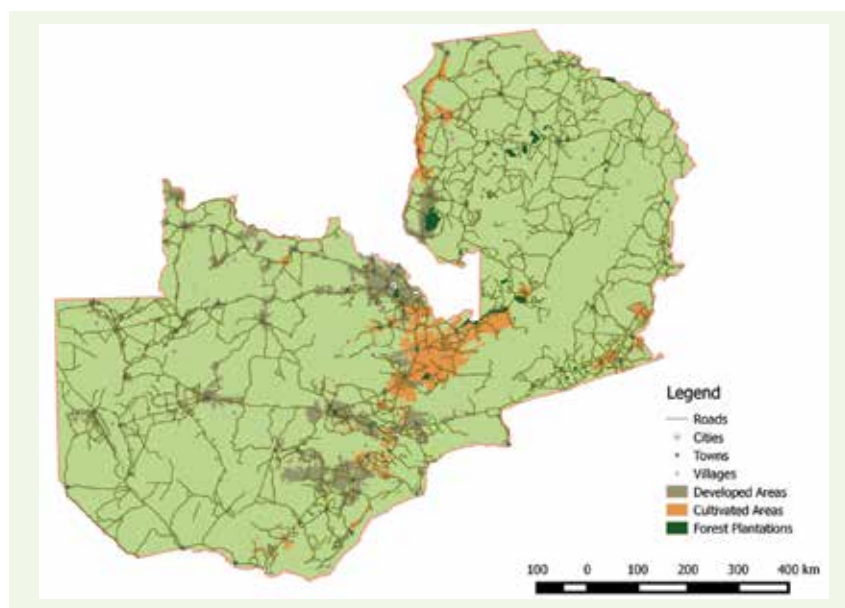 Legend
Roads
Cities
Towns
Villages
Developed Areas
Cultivated Areas
Forest Plantations
100 0 100 200 300 400 km